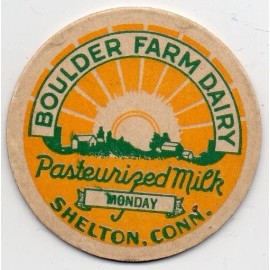 BOULDER FARM DAIRY
Pasteurized Milk
MONDAY
SHELTON, CONN.